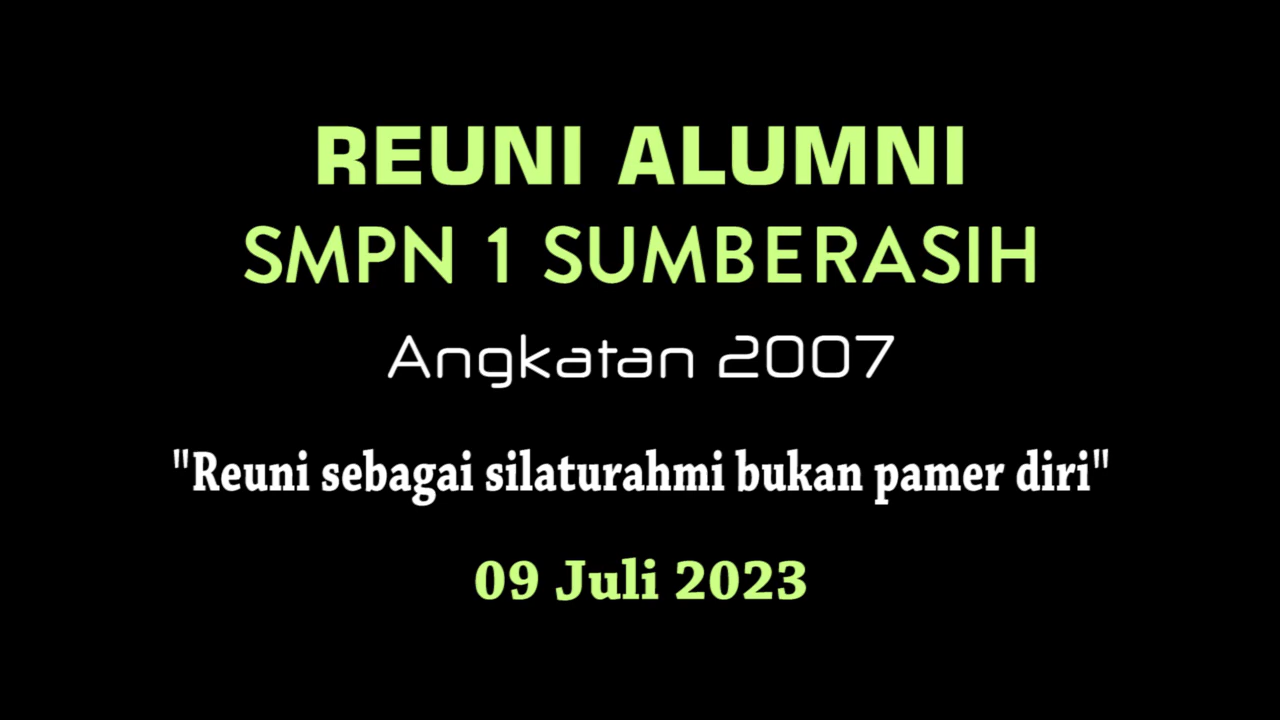 REUNI ALUMNI
SMPN 1 SUMBERASIH
Angkatan 2007
"Reuni sebagai silaturahmi bukan pamer diri"
09 Juli 2023